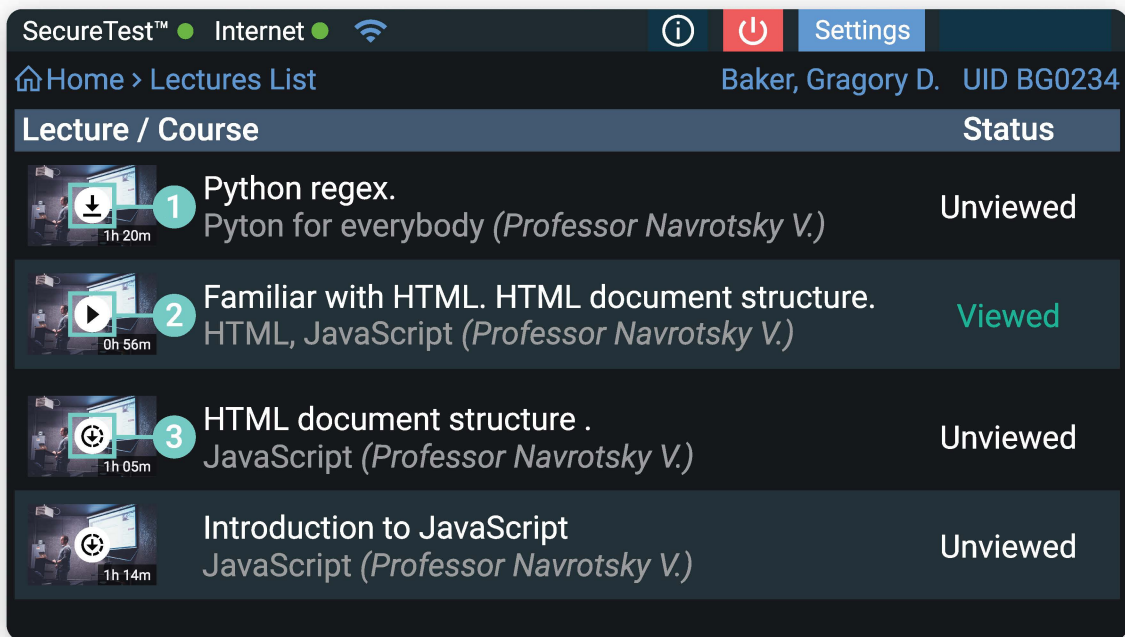 SecureTest™ Internet Settings
Home > Lectures List Baker, Gragory D. UID BG0234
Lecture / Course Status
1h 20m 1 Python regex. Unviewed
Pyton for everybody (Professor Navrotsky V.)
0h 56m 2 Familiar with HTML. HTML document structure. Viewed
HTML, JavaScript (Professor Navrotsky V.)
1h 05m 3 HTML document structure . Unviewed
JavaScript (Professor Navrotsky V.)
1h 14m Introduction to JavaScript Unviewed
JavaScript (Professor Navrotsky V.)